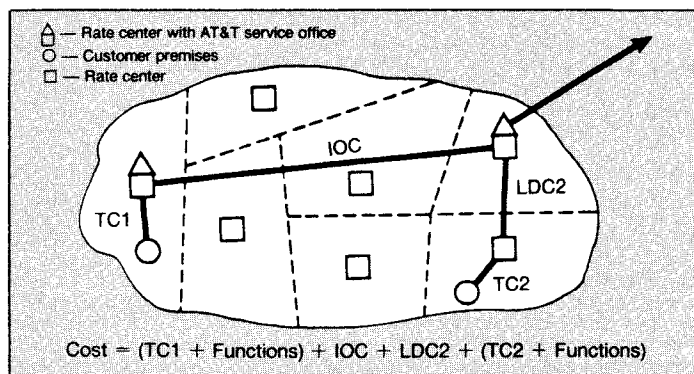 — Rate center with AT&T service office
— Customer premises
— Rate center
IOC
LDC2
TC1
TC2
Cost = (TC1 + Functions) + IOC + LDC2 + (TC2 + Functions)